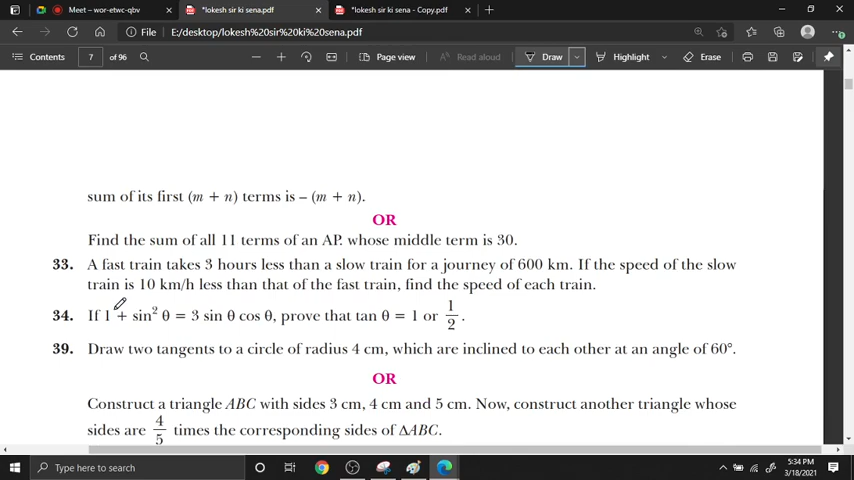 Meet – wor-etwc-qbv
*lokesh sir ki sena.pdf
*lokesh sir ki sena - Copy.pdf
File
E:/desktop/lokesh%20sir%20ki%20sena.pdf
Contents
7
of 96
Page view
Read aloud
Draw
Highlight
Erase
sum of its first (m + n) terms is – (m + n).
OR
Find the sum of all 11 terms of an AP. whose middle term is 30.
33. A fast train takes 3 hours less than a slow train for a journey of 600 km. If the speed of the slow
train is 10 km/h less than that of the fast train, find the speed of each train.
34. If 1 + sin² θ = 3 sin θ cos θ, prove that tan θ = 1 or 1/2.
39. Draw two tangents to a circle of radius 4 cm, which are inclined to each other at an angle of 60°.
OR
Construct a triangle ABC with sides 3 cm, 4 cm and 5 cm. Now, construct another triangle whose
sides are 4/5 times the corresponding sides of ΔABC.
Type here to search
5:34 PM
3/18/2021